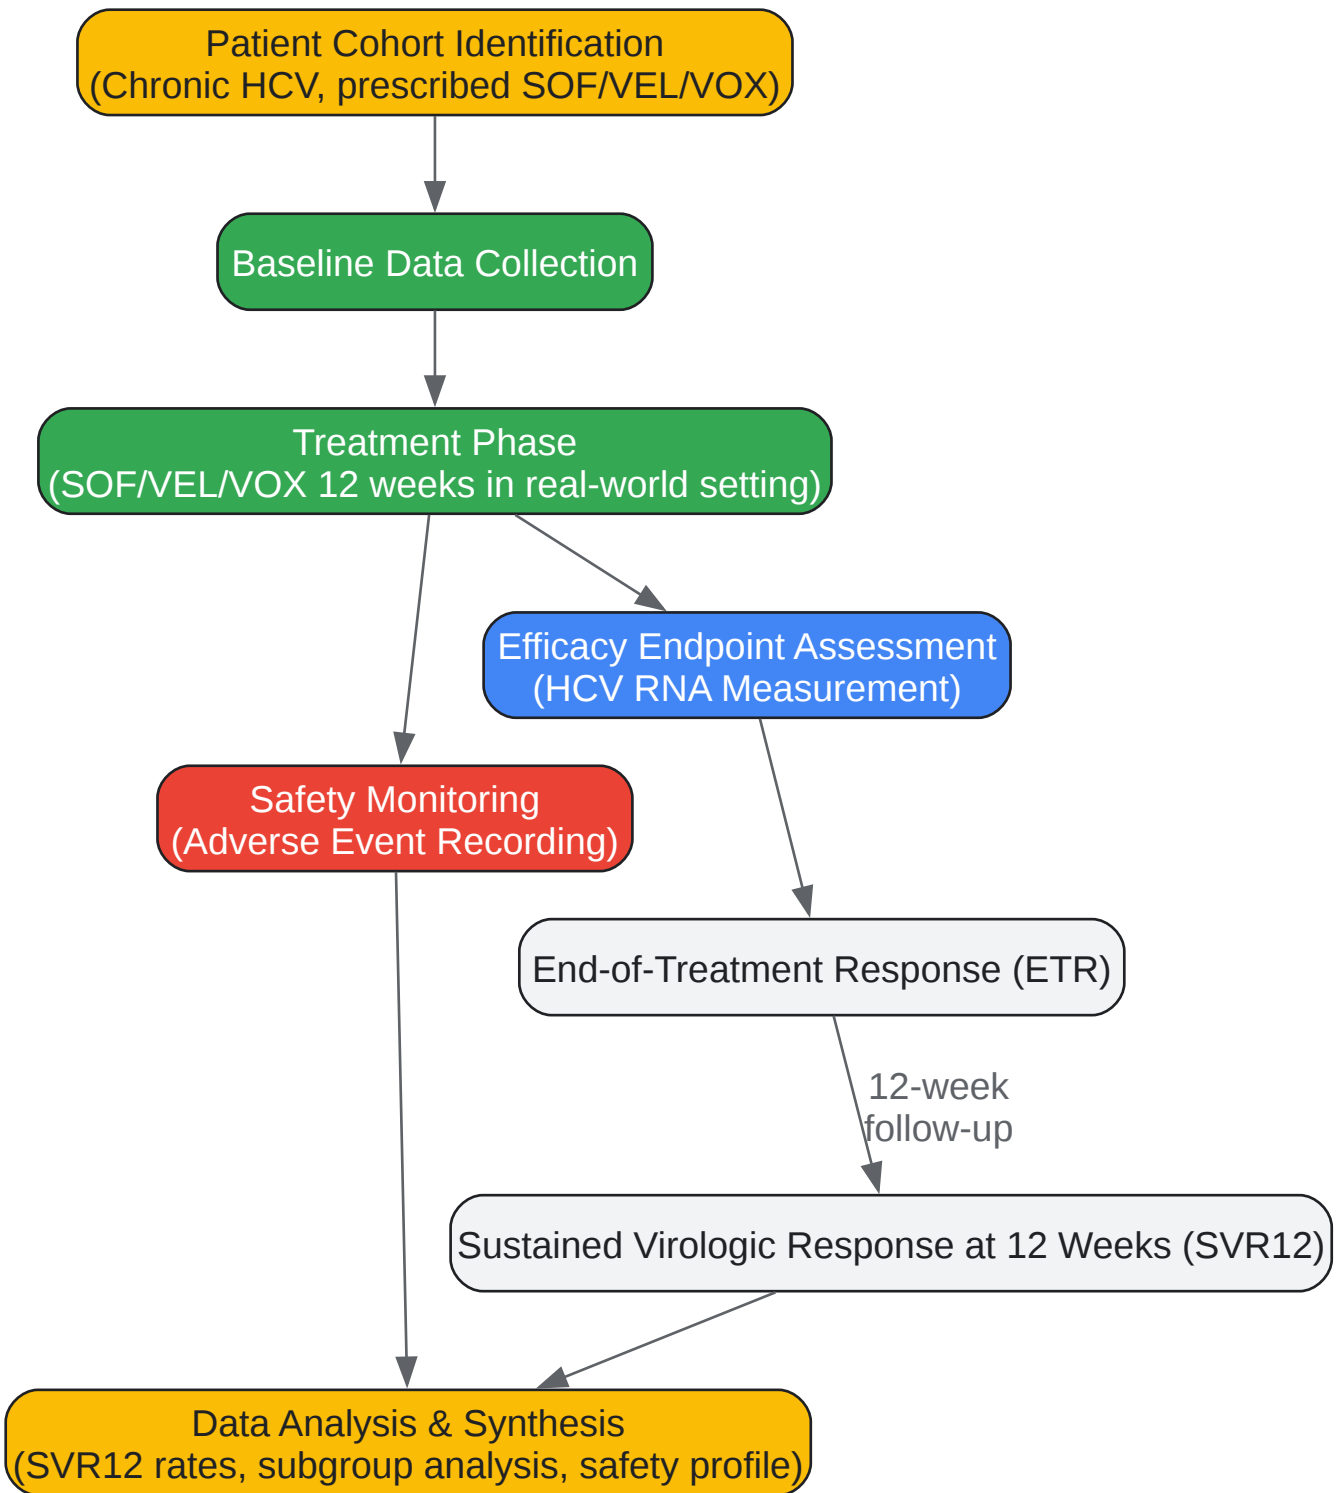 Patient Cohort Identification
(Chronic HCV, prescribed SOF/VEL/VOX)
Baseline Data Collection
Treatment Phase
(SOF/VEL/VOX 12 weeks in real-world setting)
Efficacy Endpoint Assessment
(HCV RNA Measurement)
Safety Monitoring
(Adverse Event Recording)
End-of-Treatment Response (ETR)
12-week
follow-up
Sustained Virologic Response at 12 Weeks (SVR12)
Data Analysis & Synthesis
(SVR12 rates, subgroup analysis, safety profile)